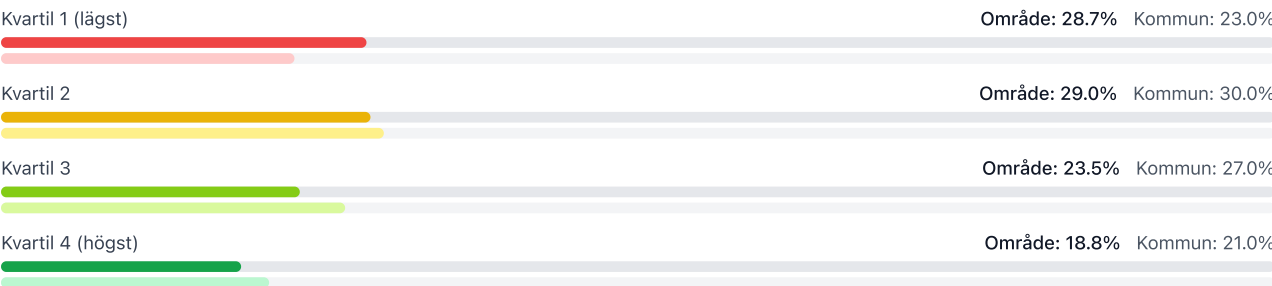 Kvartil 1 (lägst) Område: 28.7% Kommun: 23.0%
Kvartil 2 Område: 29.0% Kommun: 30.0%
Kvartil 3 Område: 23.5% Kommun: 27.0%
Kvartil 4 (högst) Område: 18.8% Kommun: 21.0%